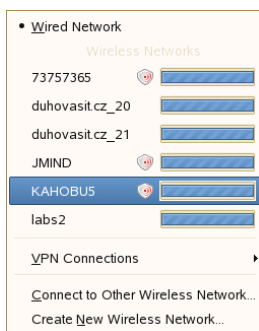 Wired Network
Wireless Networks
73757365
duhovasit.cz_20
duhovasit.cz_21
JMIND
KAHOBU5
labs2
VPN Connections
Connect to Other Wireless Network...
Create New Wireless Network...